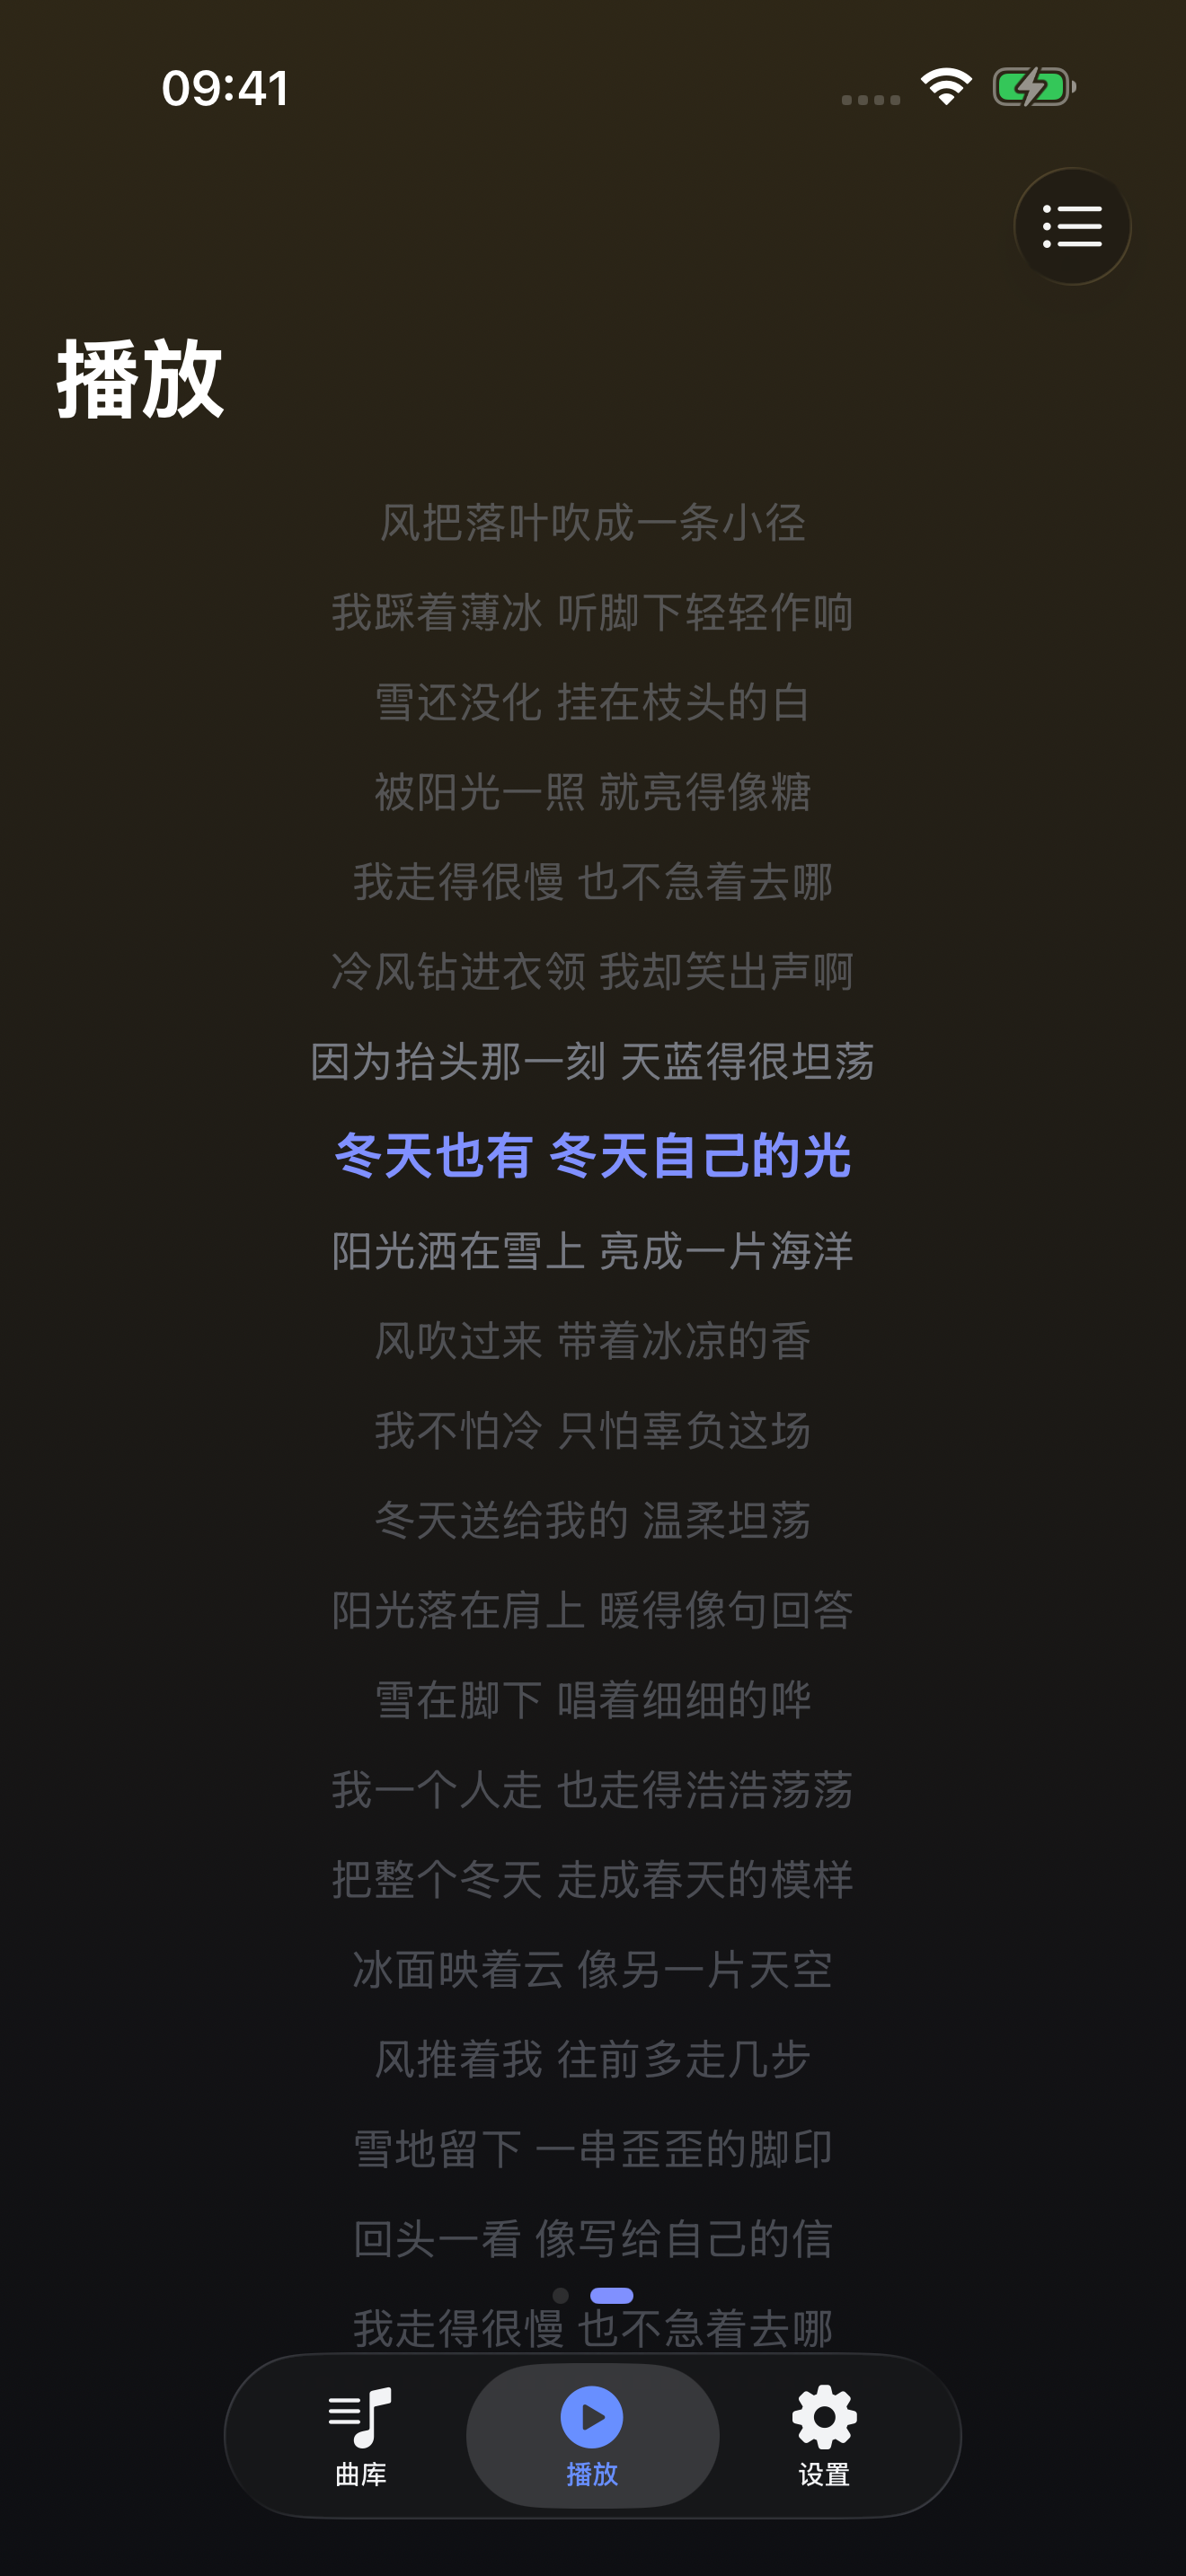 09:41
播放
风把落叶吹成一条小径
我踩着薄冰 听脚下轻轻作响
雪还没化 挂在枝头的白
被阳光一照 就亮得像糖
我走得很慢 也不急着去哪
冷风钻进衣领 我却笑出声啊
因为抬头那一刻 天蓝得很坦荡
冬天也有 冬天自己的光
阳光洒在雪上 亮成一片海洋
风吹过来 带着冰凉的香
我不怕冷 只怕辜负这场
冬天送给我的 温柔坦荡
阳光落在肩上 暖得像句回答
雪在脚下 唱着细细的哗
我一个人走 也走得浩浩荡荡
把整个冬天 走成春天的模样
冰面映着云 像另一片天空
风推着我 往前多走几步
雪地留下 一串歪歪的脚印
回头一看 像写给自己的信
我走得很慢 也不急着去哪
曲库 播放 设置